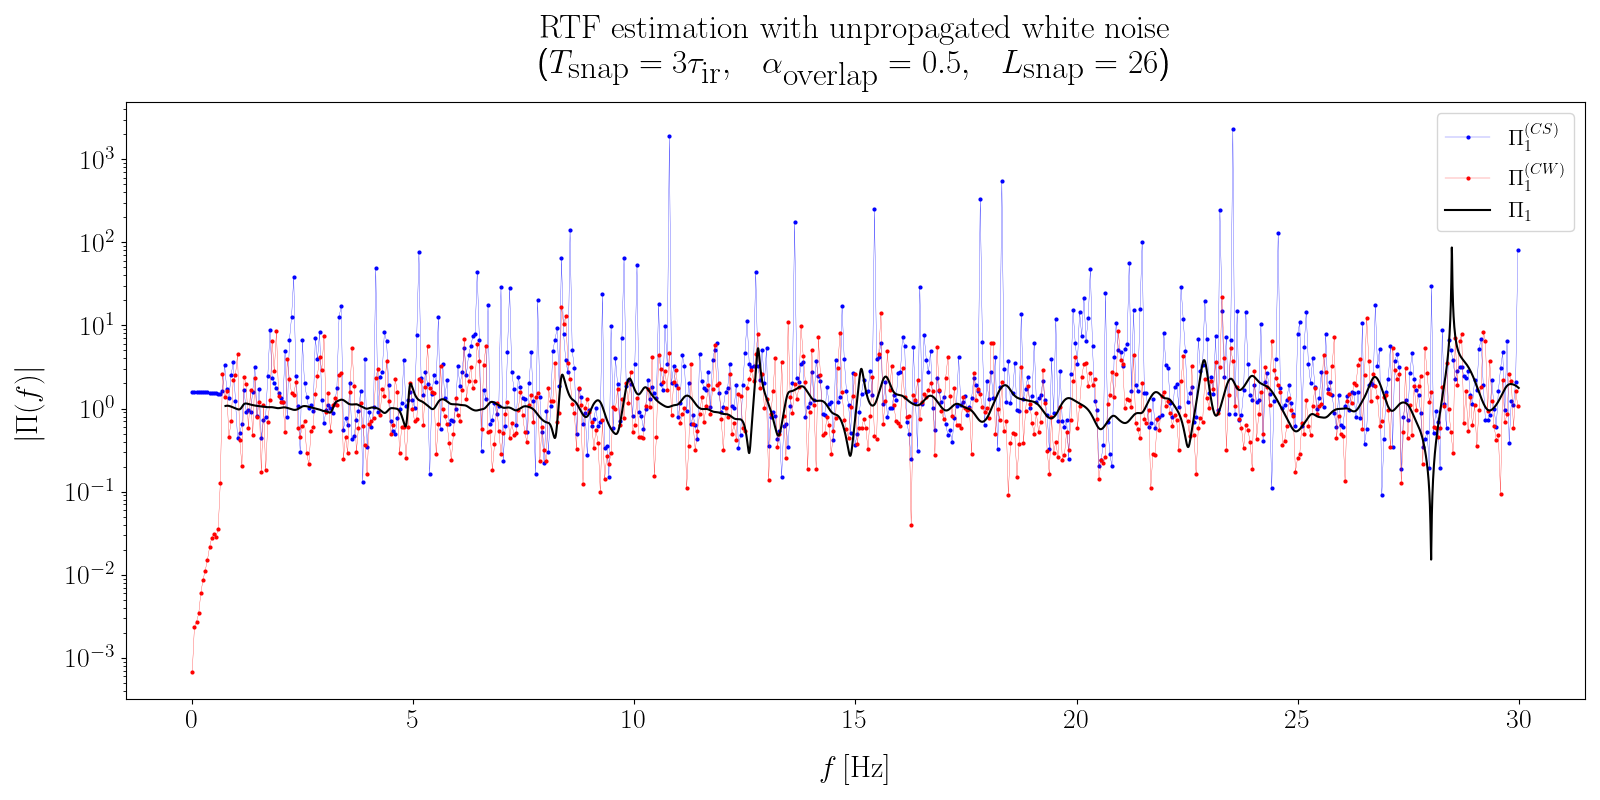 RTF estimation with unpropagated white noise
(T_snap = 3τ_ir, α_overlap = 0.5, L_snap = 26)
|Π(f)|
10^3
10^2
10^1
10^0
10^−1
10^−2
10^−3
Π_1^(CS)
Π_1^(CW)
Π_1
0 5 10 15 20 25 30
f [Hz]